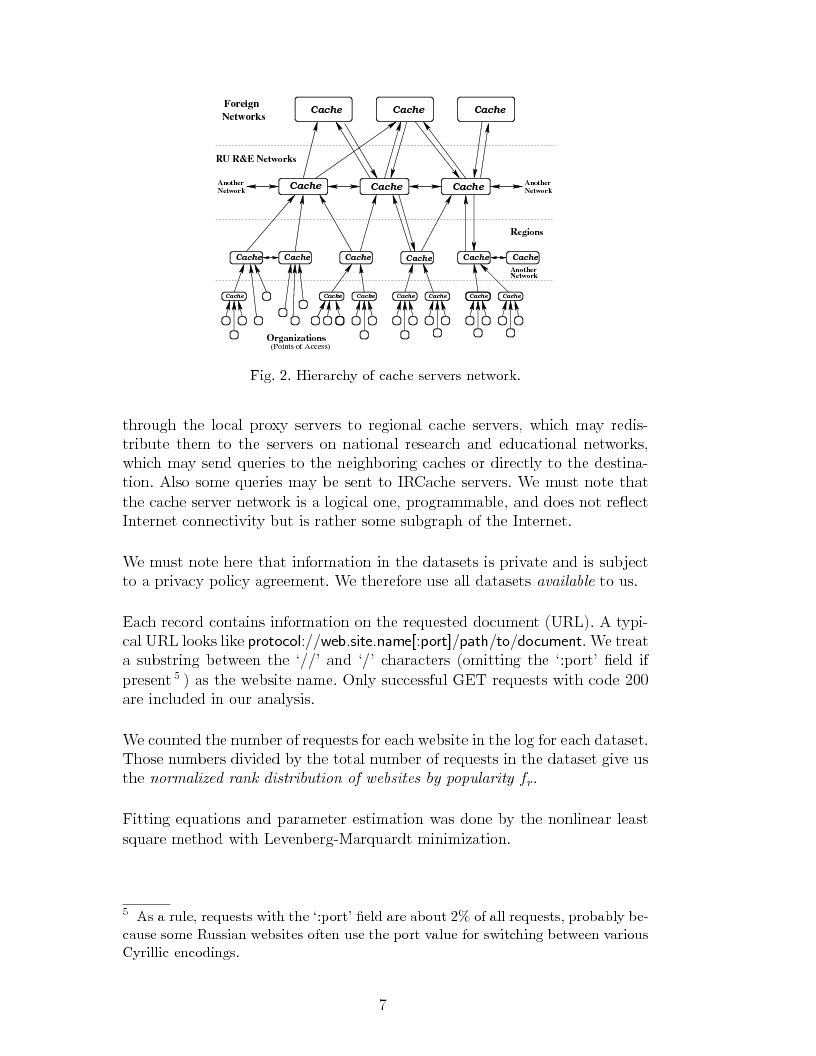 Foreign
Networks
Cache Cache Cache
RU R&E Networks
Another
Network
Cache Cache Cache
Another
Network
Regions
Cache Cache Cache Cache Cache Cache
Another
Network
Cache Cache Cache Cache Cache Cache Cache
Organizations
(Points of Access)
Fig. 2. Hierarchy of cache servers network.
through the local proxy servers to regional cache servers, which may redis-
tribute them to the servers on national research and educational networks,
which may send queries to the neighboring caches or directly to the destina-
tion. Also some queries may be sent to IRCache servers. We must note that
the cache server network is a logical one, programmable, and does not reflect
Internet connectivity but is rather some subgraph of the Internet.
We must note here that information in the datasets is private and is subject
to a privacy policy agreement. We therefore use all datasets available to us.
Each record contains information on the requested document (URL). A typi-
cal URL looks like protocol://web.site.name[:port]/path/to/document. We treat
a substring between the ‘//’ and ‘/’ characters (omitting the ‘:port’ field if
present 5 ) as the website name. Only successful GET requests with code 200
are included in our analysis.
We counted the number of requests for each website in the log for each dataset.
Those numbers divided by the total number of requests in the dataset give us
the normalized rank distribution of websites by popularity fr.
Fitting equations and parameter estimation was done by the nonlinear least
square method with Levenberg-Marquardt minimization.
5 As a rule, requests with the ‘:port’ field are about 2% of all requests, probably be-
cause some Russian websites often use the port value for switching between various
Cyrillic encodings.
7